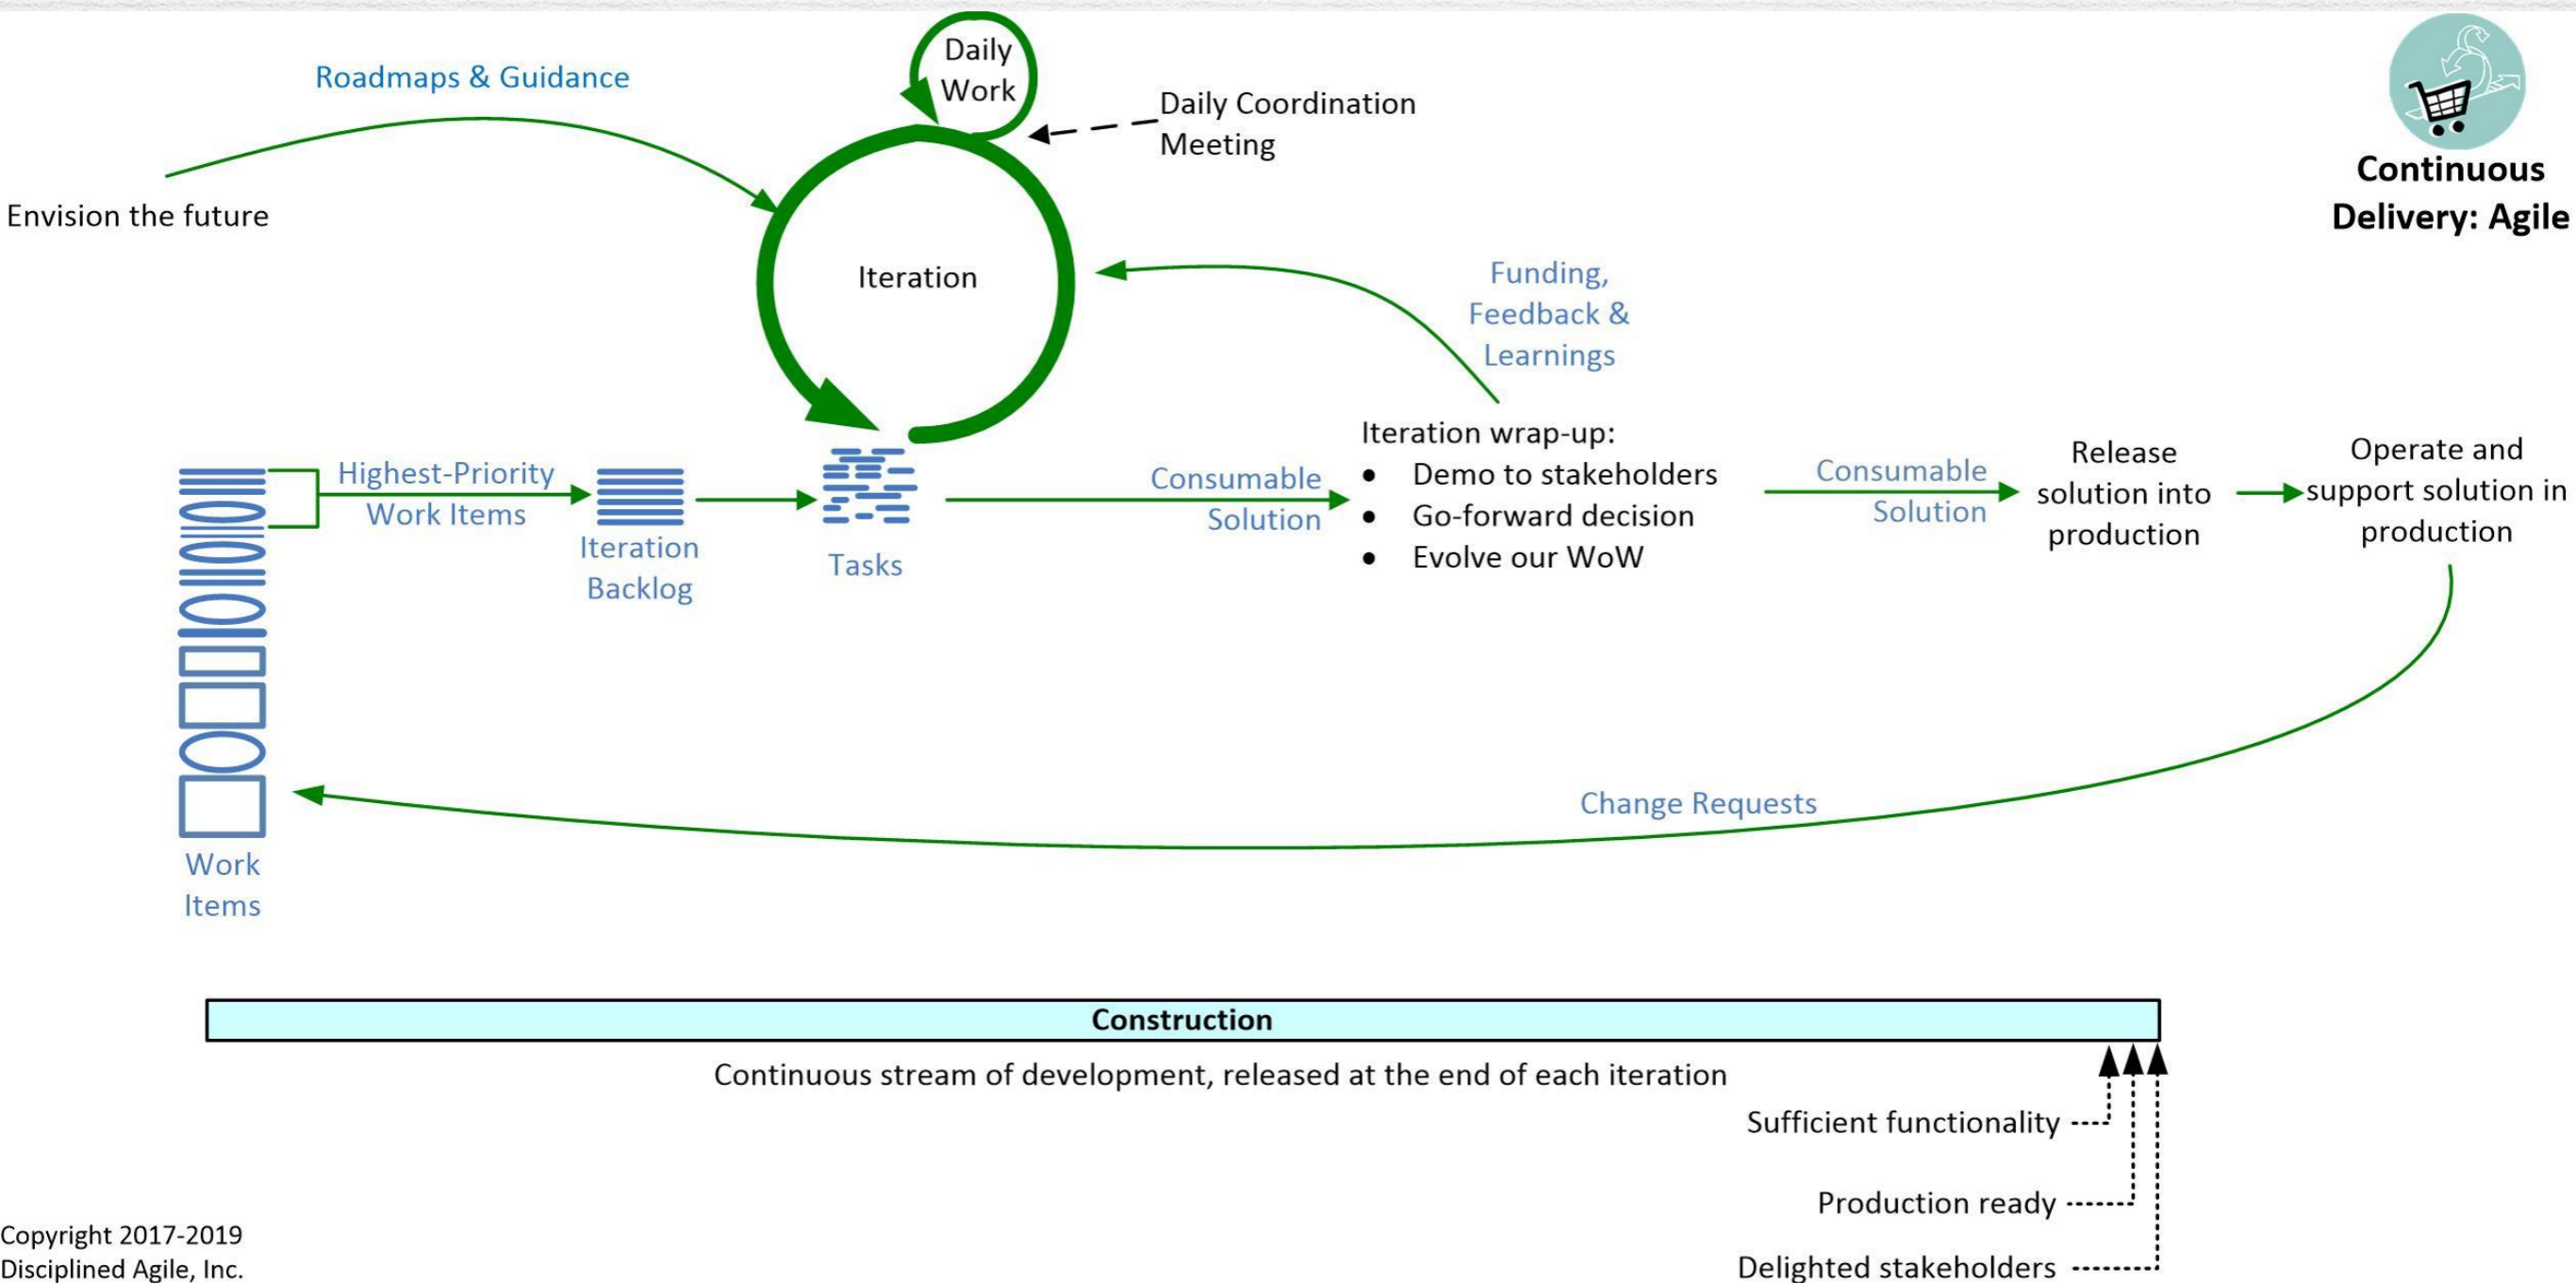 Daily
Work
Roadmaps & Guidance
Daily Coordination
Meeting
Continuous
Delivery: Agile
Envision the future
Iteration
Funding,
Feedback &
Learnings
Highest-Priority
Work Items
Iteration
Backlog
Tasks
Consumable
Solution
Iteration wrap-up:
• Demo to stakeholders
• Go-forward decision
• Evolve our WoW
Consumable
Solution
Release
solution into
production
Operate and
support solution in
production
Change Requests
Work
Items
Construction
Continuous stream of development, released at the end of each iteration
Sufficient functionality
Production ready
Delighted stakeholders
Copyright 2017-2019
Disciplined Agile, Inc.